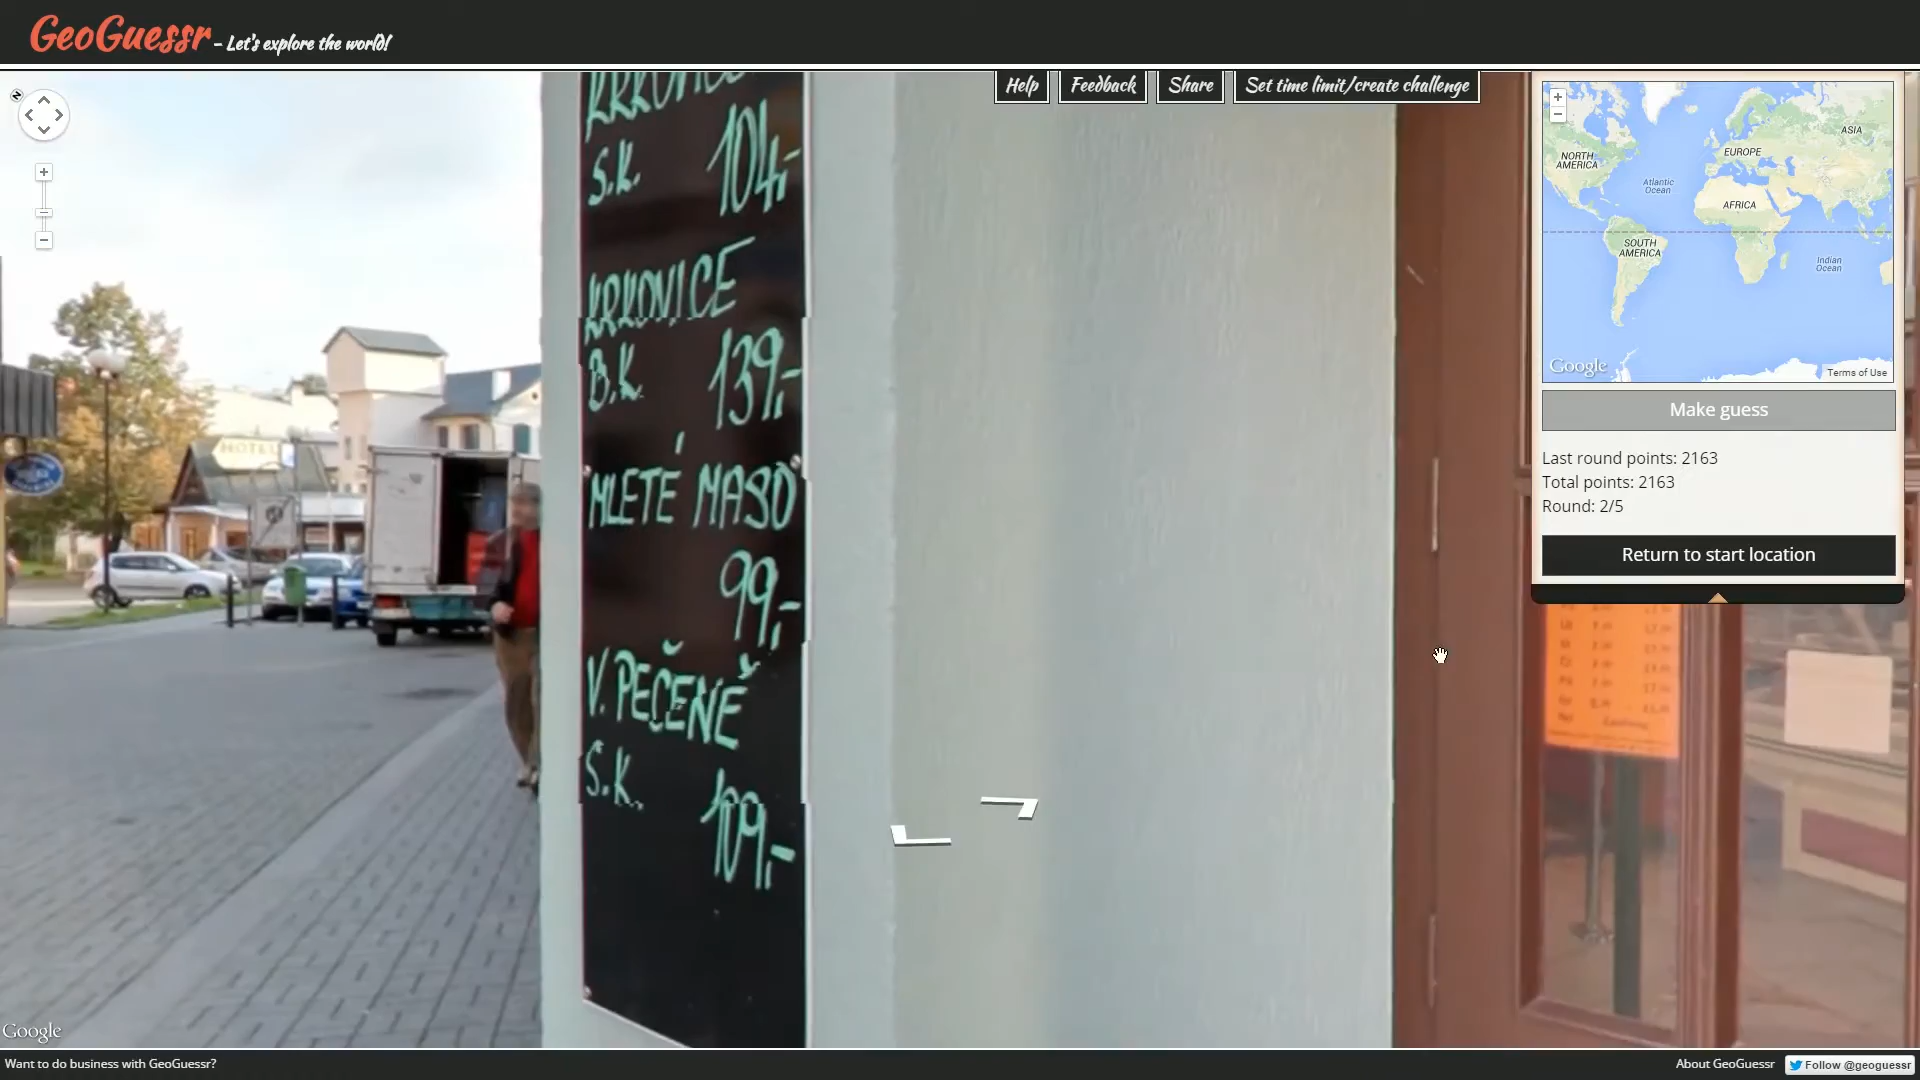 GeoGuessr - Let's explore the world!
Help
Feedback
Share
Set time limit/create challenge
KRKOVICE
S.K. 104,-
KRKOVICE
B.K. 139,-
MLETÉ MASO
99,-
V. PEČENĚ
S.K. 109,-
HOTEL
NORTH AMERICA
Atlantic Ocean
EUROPE
ASIA
AFRICA
SOUTH AMERICA
Indian Ocean
Google
Terms of Use
Make guess
Last round points: 2163
Total points: 2163
Round: 2/5
Return to start location
Google
Want to do business with GeoGuessr?
About GeoGuessr
Follow @geoguessr